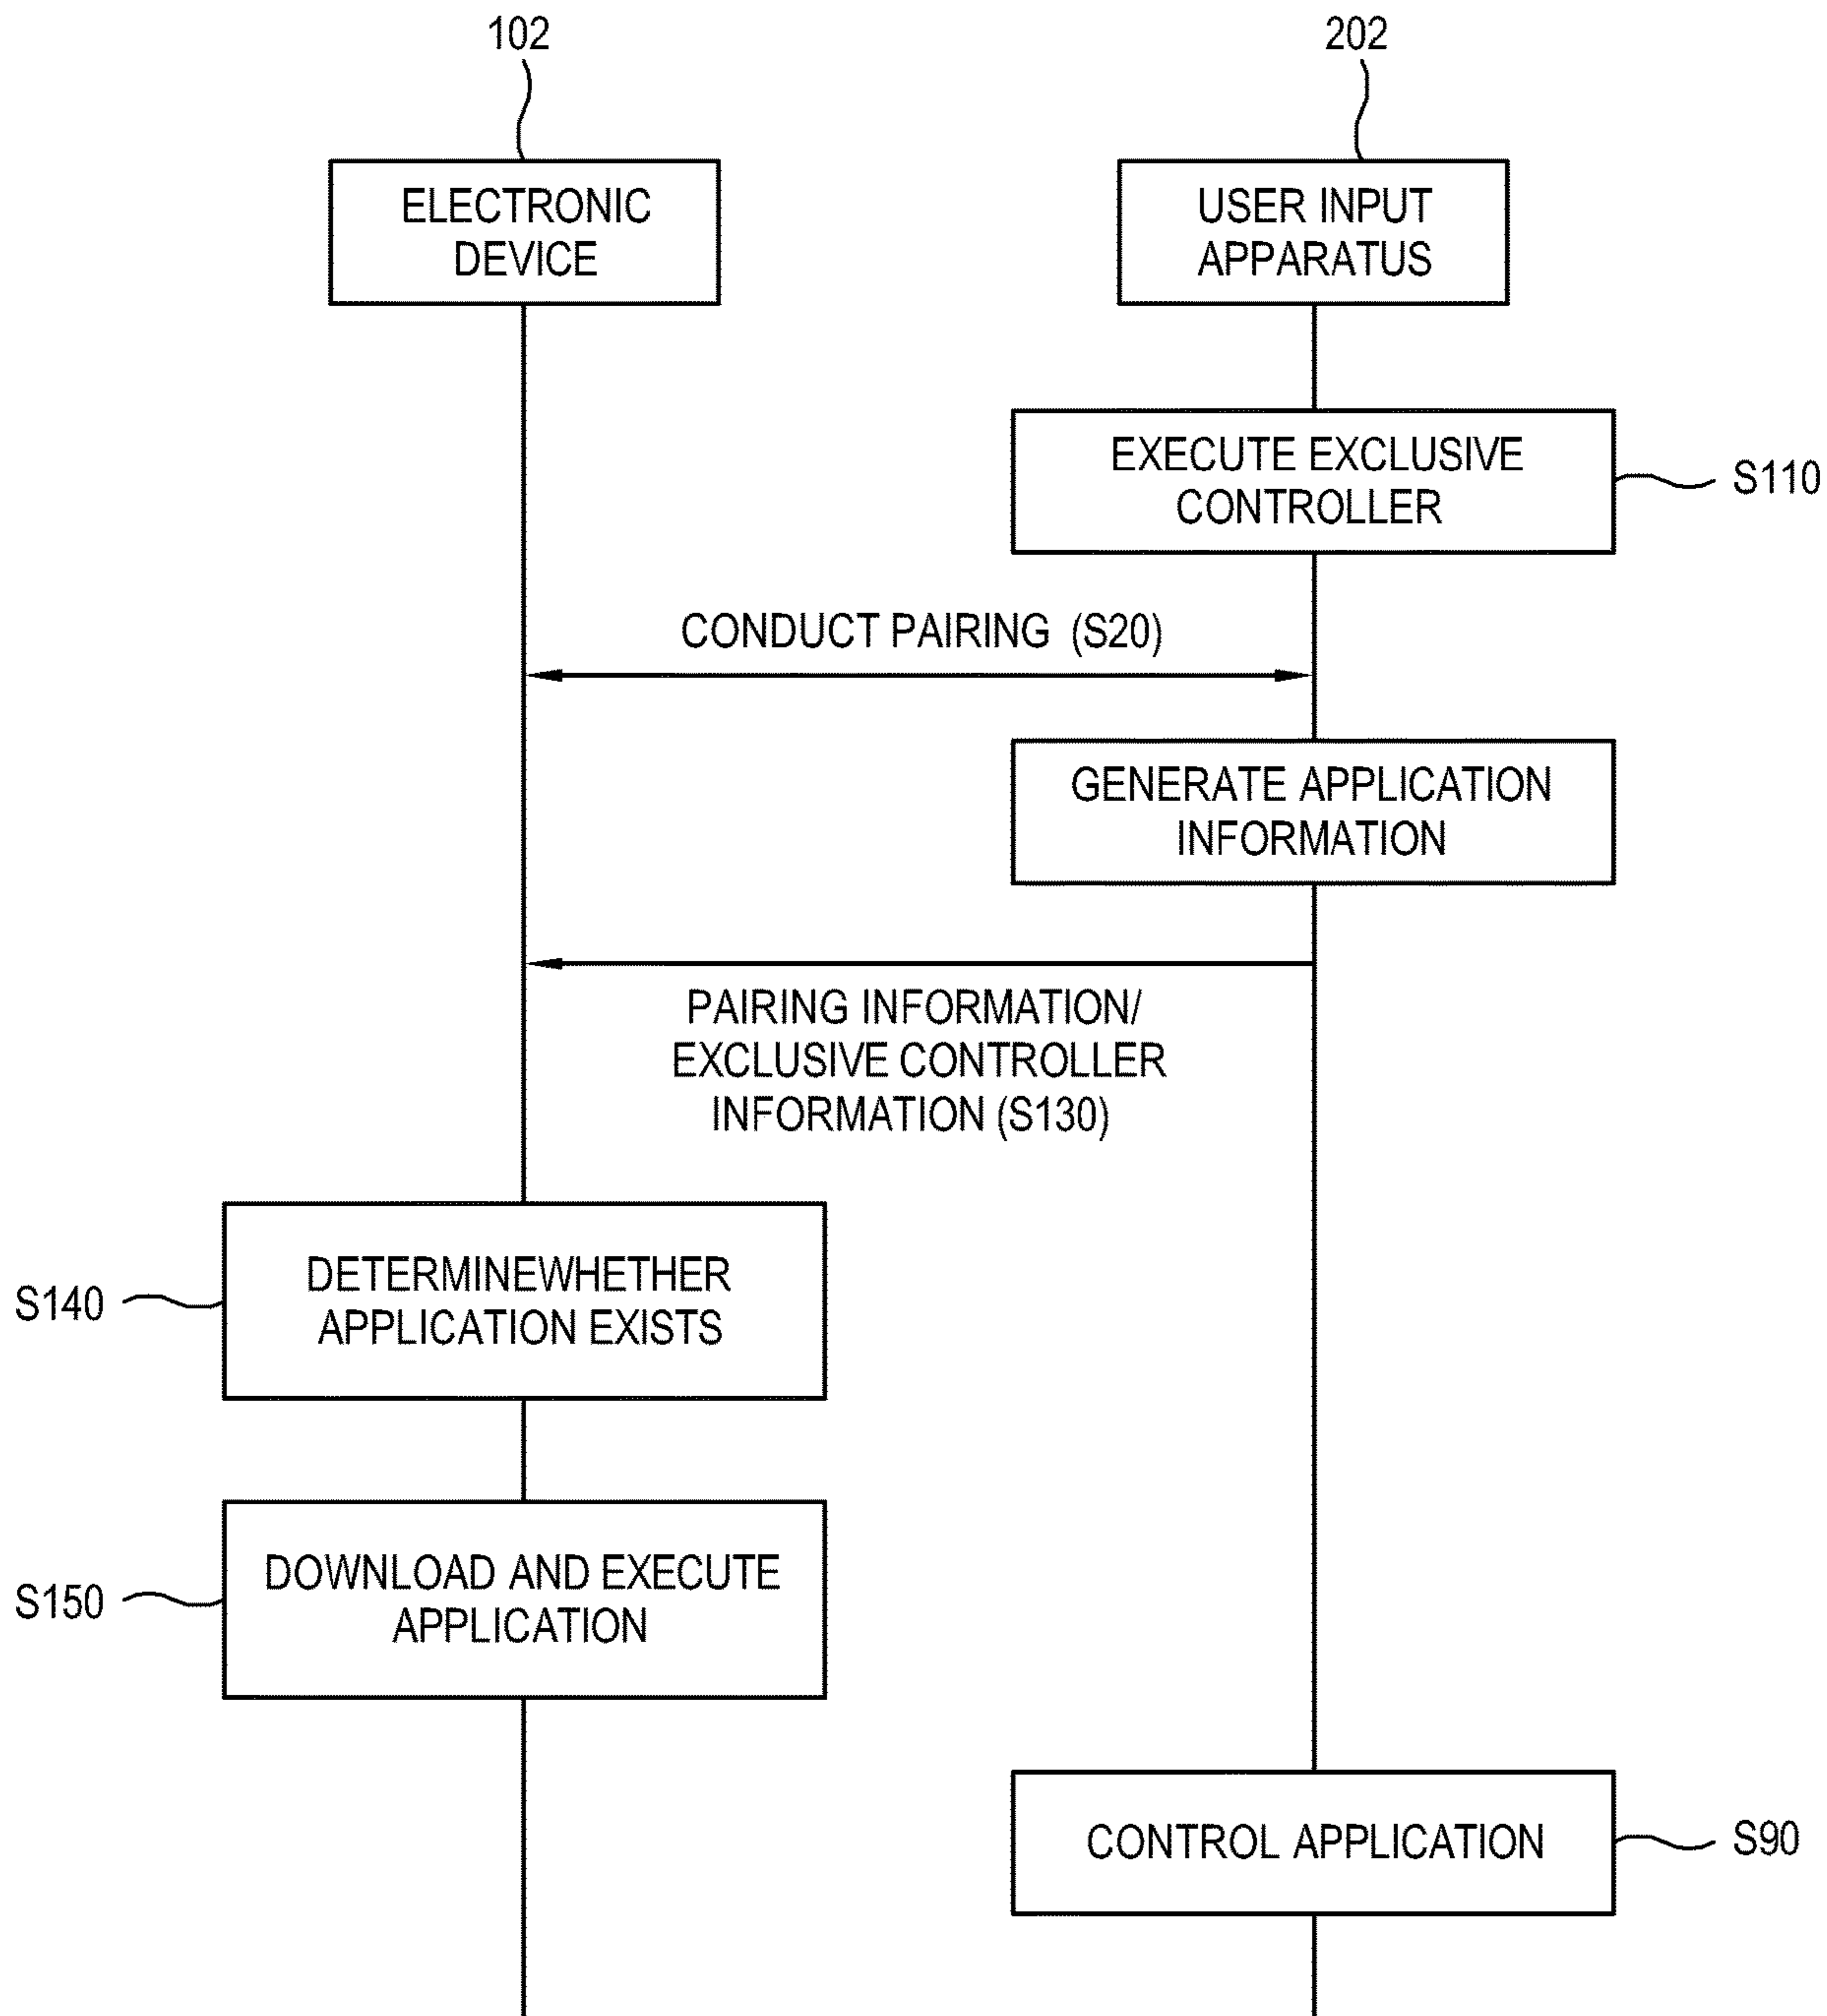 102
202
ELECTRONIC
DEVICE
USER INPUT
APPARATUS
EXECUTE EXCLUSIVE
CONTROLLER
S110
CONDUCT PAIRING (S20)
GENERATE APPLICATION
INFORMATION
PAIRING INFORMATION/
EXCLUSIVE CONTROLLER
INFORMATION (S130)
S140
DETERMINEWHETHER
APPLICATION EXISTS
S150
DOWNLOAD AND EXECUTE
APPLICATION
CONTROL APPLICATION
S90